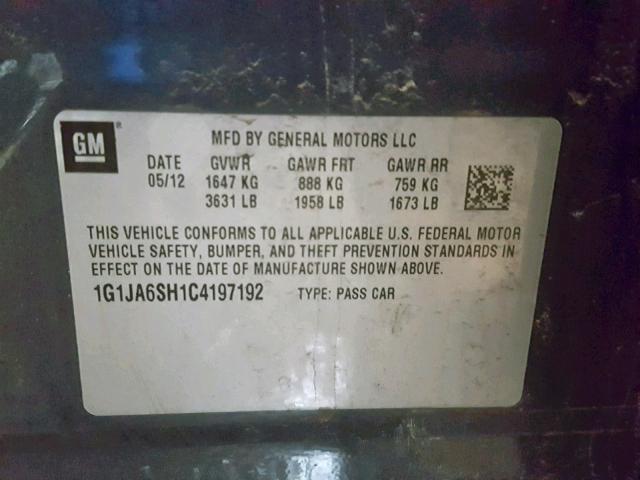 GM®
MFD BY GENERAL MOTORS LLC
DATE GVWR GAWR FRT GAWR RR
05/12 1647 KG 888 KG 759 KG
3631 LB 1958 LB 1673 LB
THIS VEHICLE CONFORMS TO ALL APPLICABLE U.S. FEDERAL MOTOR
VEHICLE SAFETY, BUMPER, AND THEFT PREVENTION STANDARDS IN
EFFECT ON THE DATE OF MANUFACTURE SHOWN ABOVE.
1G1JA6SH1C4197192 TYPE: PASS CAR